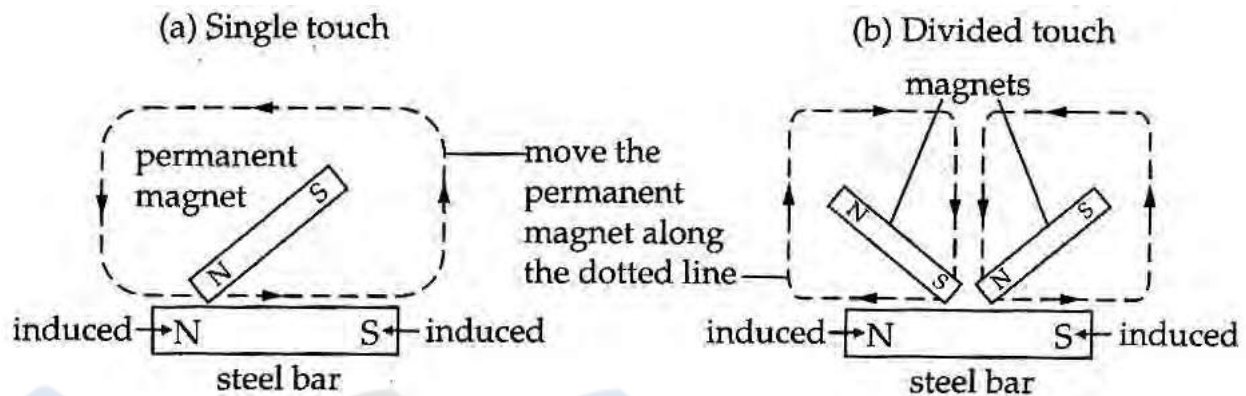 (a) Single touch
permanent
magnet
S
N
move the
permanent
magnet along
the dotted line
induced
N
S
induced
steel bar
(b) Divided touch
magnets
N
S
S
N
induced
N
S
induced
steel bar